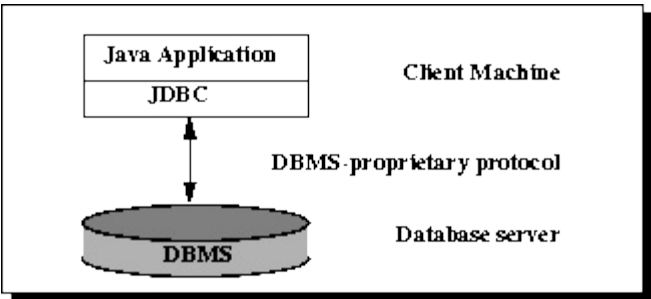 Java Application
Client Machine
JDBC
DBMS-proprietary protocol
Database server
DBMS